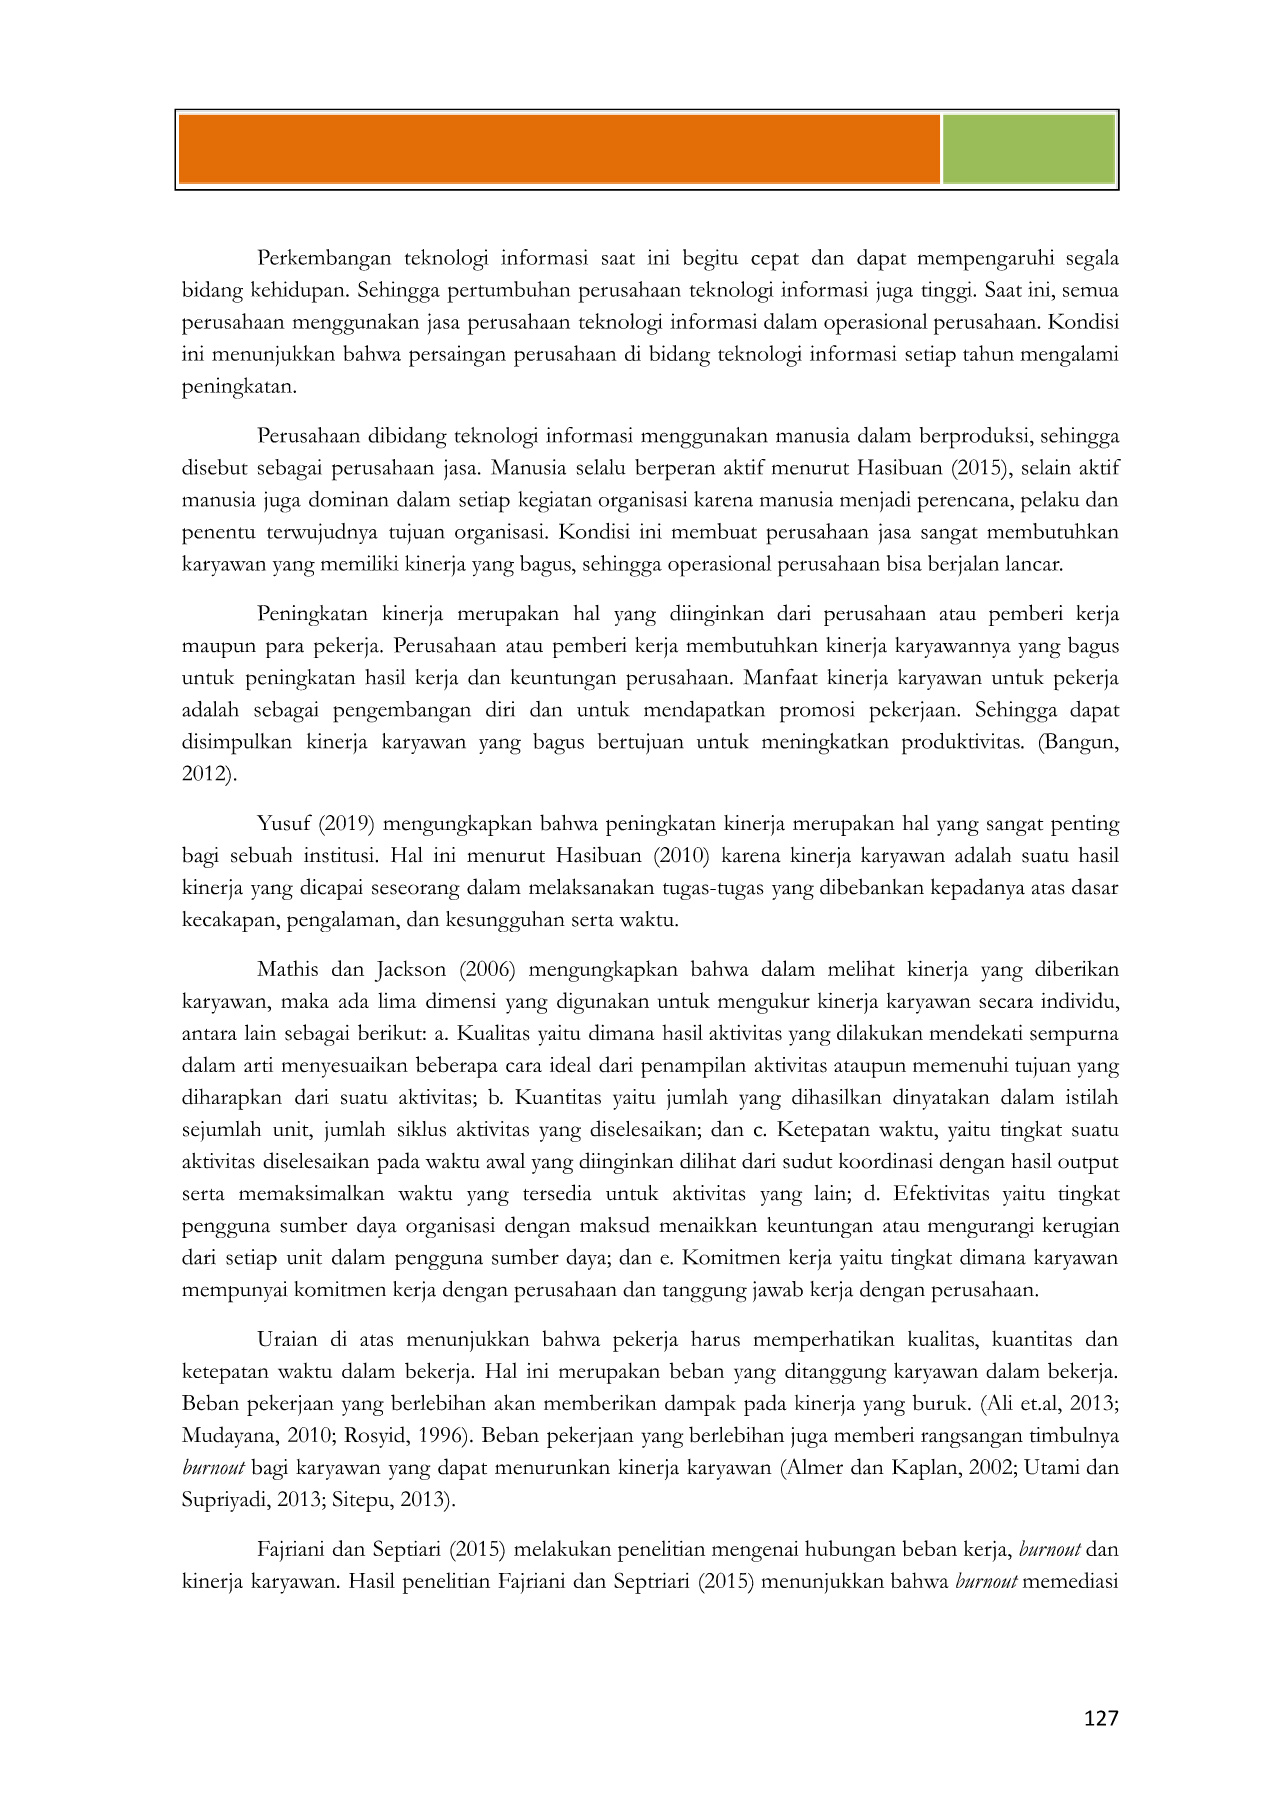 Perkembangan teknologi informasi saat ini begitu cepat dan dapat mempengaruhi segala
bidang kehidupan. Sehingga pertumbuhan perusahaan teknologi informasi juga tinggi. Saat ini, semua
perusahaan menggunakan jasa perusahaan teknologi informasi dalam operasional perusahaan. Kondisi
ini menunjukkan bahwa persaingan perusahaan di bidang teknologi informasi setiap tahun mengalami
peningkatan.
Perusahaan dibidang teknologi informasi menggunakan manusia dalam berproduksi, sehingga
disebut sebagai perusahaan jasa. Manusia selalu berperan aktif menurut Hasibuan (2015), selain aktif
manusia juga dominan dalam setiap kegiatan organisasi karena manusia menjadi perencana, pelaku dan
penentu terwujudnya tujuan organisasi. Kondisi ini membuat perusahaan jasa sangat membutuhkan
karyawan yang memiliki kinerja yang bagus, sehingga operasional perusahaan bisa berjalan lancar.
Peningkatan kinerja merupakan hal yang diinginkan dari perusahaan atau pemberi kerja
maupun para pekerja. Perusahaan atau pemberi kerja membutuhkan kinerja karyawannya yang bagus
untuk peningkatan hasil kerja dan keuntungan perusahaan. Manfaat kinerja karyawan untuk pekerja
adalah sebagai pengembangan diri dan untuk mendapatkan promosi pekerjaan. Sehingga dapat
disimpulkan kinerja karyawan yang bagus bertujuan untuk meningkatkan produktivitas. (Bangun,
2012).
Yusuf (2019) mengungkapkan bahwa peningkatan kinerja merupakan hal yang sangat penting
bagi sebuah institusi. Hal ini menurut Hasibuan (2010) karena kinerja karyawan adalah suatu hasil
kinerja yang dicapai seseorang dalam melaksanakan tugas-tugas yang dibebankan kepadanya atas dasar
kecakapan, pengalaman, dan kesungguhan serta waktu.
Mathis dan Jackson (2006) mengungkapkan bahwa dalam melihat kinerja yang diberikan
karyawan, maka ada lima dimensi yang digunakan untuk mengukur kinerja karyawan secara individu,
antara lain sebagai berikut: a. Kualitas yaitu dimana hasil aktivitas yang dilakukan mendekati sempurna
dalam arti menyesuaikan beberapa cara ideal dari penampilan aktivitas ataupun memenuhi tujuan yang
diharapkan dari suatu aktivitas; b. Kuantitas yaitu jumlah yang dihasilkan dinyatakan dalam istilah
sejumlah unit, jumlah siklus aktivitas yang diselesaikan; dan c. Ketepatan waktu, yaitu tingkat suatu
aktivitas diselesaikan pada waktu awal yang diinginkan dilihat dari sudut koordinasi dengan hasil output
serta memaksimalkan waktu yang tersedia untuk aktivitas yang lain; d. Efektivitas yaitu tingkat
pengguna sumber daya organisasi dengan maksud menaikkan keuntungan atau mengurangi kerugian
dari setiap unit dalam pengguna sumber daya; dan e. Komitmen kerja yaitu tingkat dimana karyawan
mempunyai komitmen kerja dengan perusahaan dan tanggung jawab kerja dengan perusahaan.
Uraian di atas menunjukkan bahwa pekerja harus memperhatikan kualitas, kuantitas dan
ketepatan waktu dalam bekerja. Hal ini merupakan beban yang ditanggung karyawan dalam bekerja.
Beban pekerjaan yang berlebihan akan memberikan dampak pada kinerja yang buruk. (Ali et.al, 2013;
Mudayana, 2010; Rosyid, 1996). Beban pekerjaan yang berlebihan juga memberi rangsangan timbulnya
burnout bagi karyawan yang dapat menurunkan kinerja karyawan (Almer dan Kaplan, 2002; Utami dan
Supriyadi, 2013; Sitepu, 2013).
Fajriani dan Septiari (2015) melakukan penelitian mengenai hubungan beban kerja, burnout dan
kinerja karyawan. Hasil penelitian Fajriani dan Septriari (2015) menunjukkan bahwa burnout memediasi
127